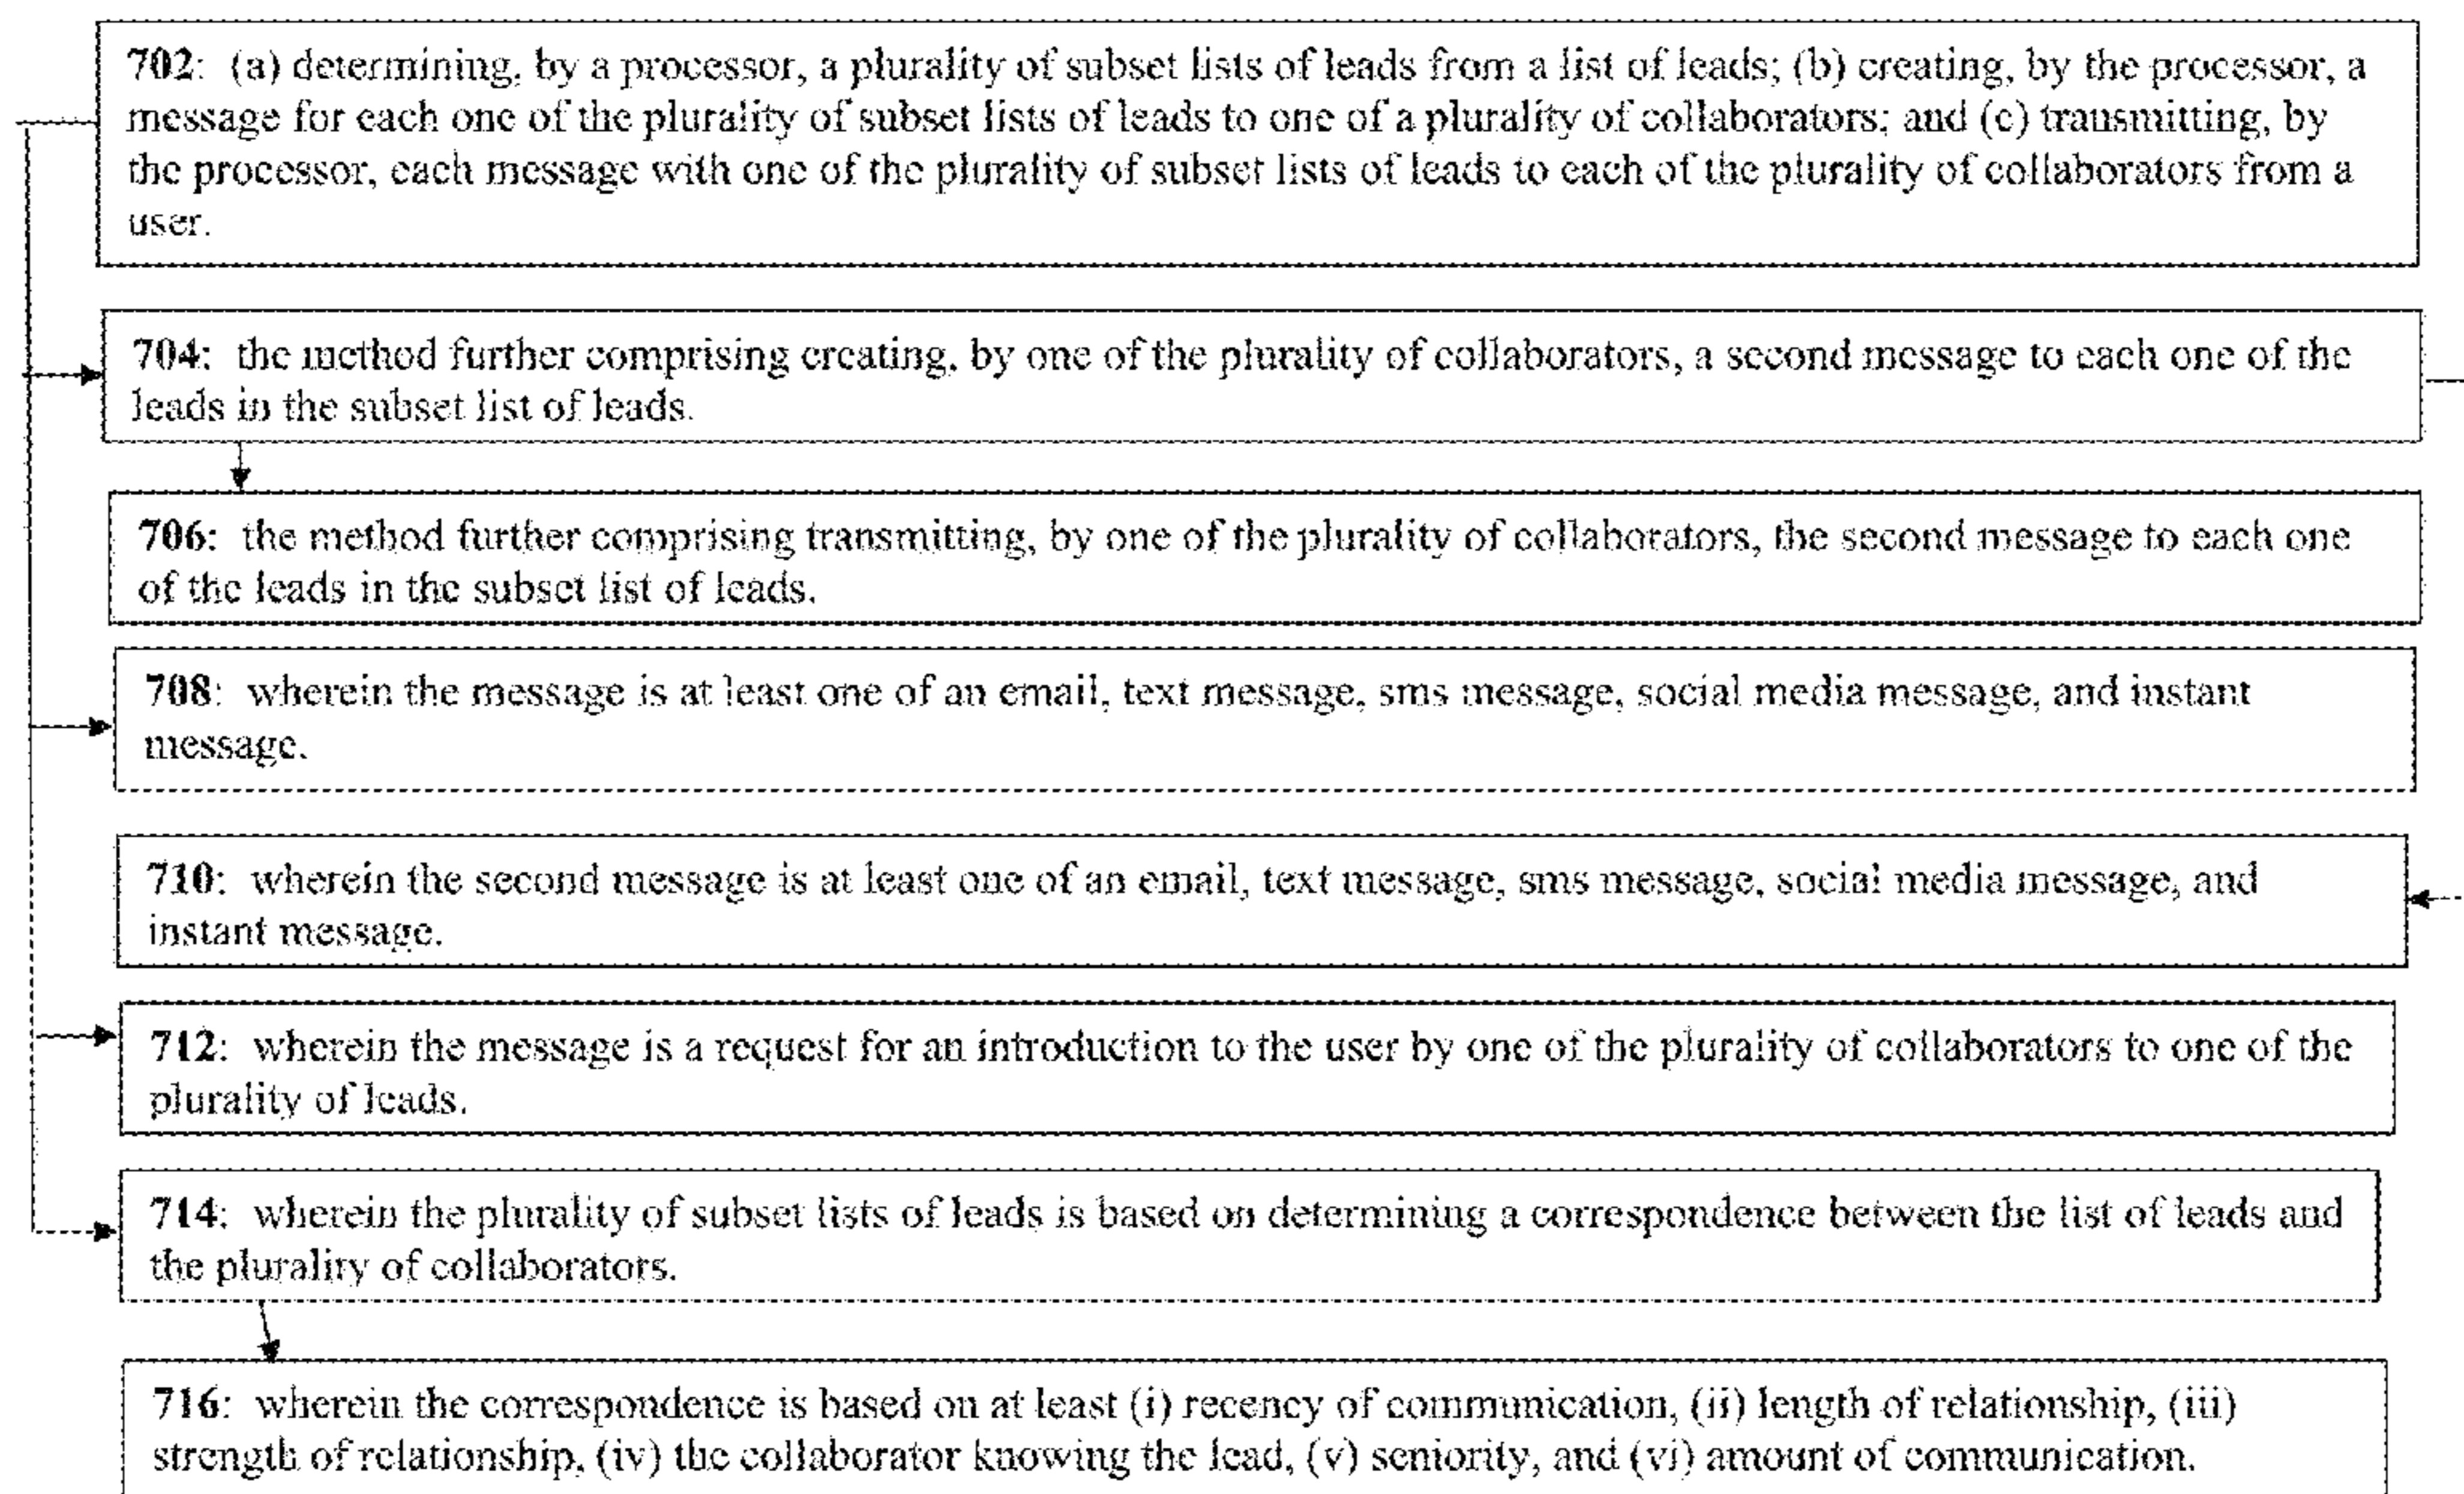 702: (a) determining, by a processor, a plurality of subset lists of leads from a list of leads; (b) creating, by the processor, a
message for each one of the plurality of subset lists of leads to one of a plurality of collaborators; and (c) transmitting, by
the processor, each message with one of the plurality of subset lists of leads to each of the plurality of collaborators from a
user.
704: the method further comprising creating, by one of the plurality of collaborators, a second message to each one of the
leads in the subset list of leads.
706: the method further comprising transmitting, by one of the plurality of collaborators, the second message to each one
of the leads in the subset list of leads.
708: wherein the message is at least one of an email, text message, sms message, social media message, and instant
message.
710: wherein the second message is at least one of an email, text message, sms message, social media message, and
instant message.
712: wherein the message is a request for an introduction to the user by one of the plurality of collaborators to one of the
plurality of leads.
714: wherein the plurality of subset lists of leads is based on determining a correspondence between the list of leads and
the plurality of collaborators.
716: wherein the correspondence is based on at least (i) recency of communication, (ii) length of relationship, (iii)
strength of relationship, (iv) the collaborator knowing the lead, (v) seniority, and (vi) amount of communication.